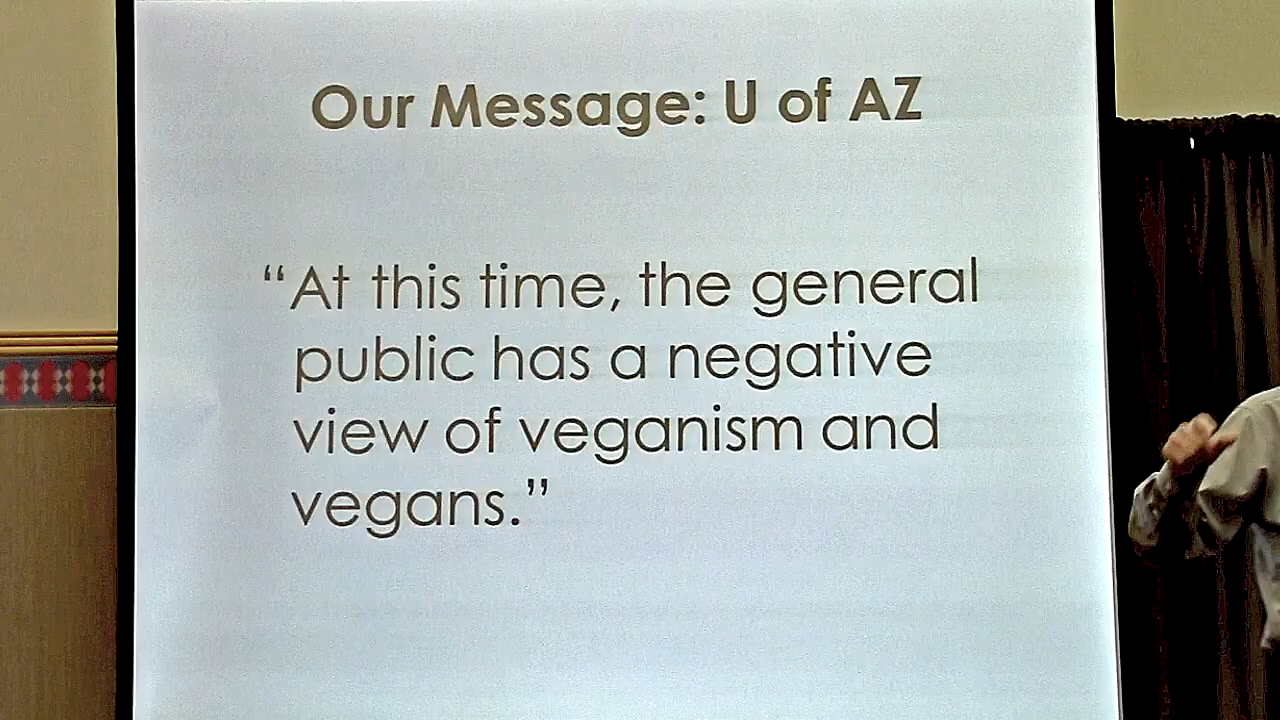 Our Message: U of AZ
“At this time, the general
public has a negative
view of veganism and
vegans.”